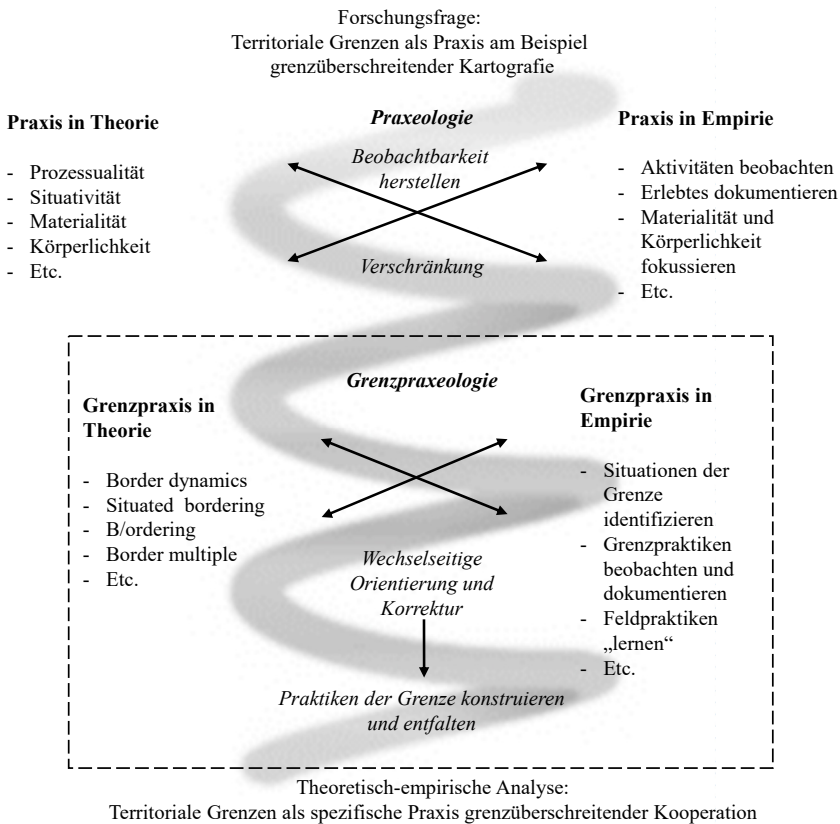 Forschungsfrage:
Territoriale Grenzen als Praxis am Beispiel
grenzüberschreitender Kartografie
Praxis in Theorie
- Prozessualität
- Situativität
- Materialität
- Körperlichkeit
- Etc.
Praxeologie
Beobachtbarkeit
herstellen
Verschränkung
Praxis in Empirie
- Aktivitäten beobachten
- Erlebtes dokumentieren
- Materialität und
Körperlichkeit
fokussieren
- Etc.
Grenzpraxeologie
Grenzpraxis in
Theorie
- Border dynamics
- Situated bordering
- B/ordering
- Border multiple
- Etc.
Wechselseitige
Orientierung und
Korrektur
Grenzpraxis in
Empirie
- Situationen der
Grenze
identifizieren
- Grenzpraktiken
beobachten und
dokumentieren
- Feldpraktiken
„lernen“
- Etc.
Praktiken der Grenze konstruieren
und entfalten
Theoretisch-empirische Analyse:
Territoriale Grenzen als spezifische Praxis grenzüberschreitender Kooperation